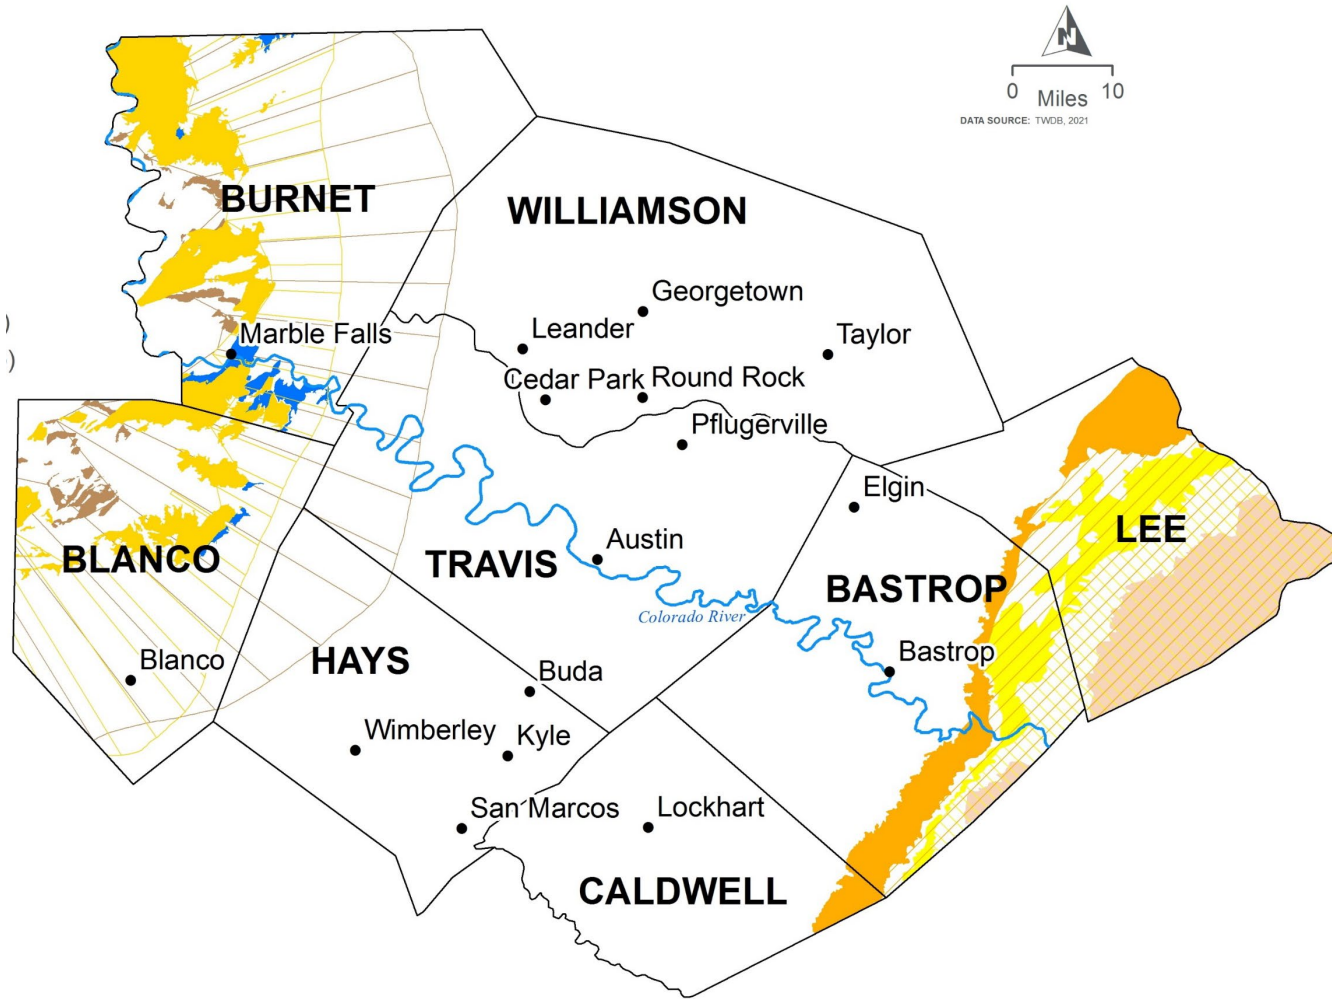 N
0 Miles 10
DATA SOURCE: TWDB, 2021
BURNET
WILLIAMSON
Georgetown
)
Leander
Marble Falls
Taylor
)
Cedar Park
Round Rock
Pflugerville
Elgin
LEE
Austin
BLANCO
TRAVIS
BASTROP
Colorado River
Blanco
HAYS
Bastrop
Buda
Wimberley
Kyle
San Marcos
Lockhart
CALDWELL